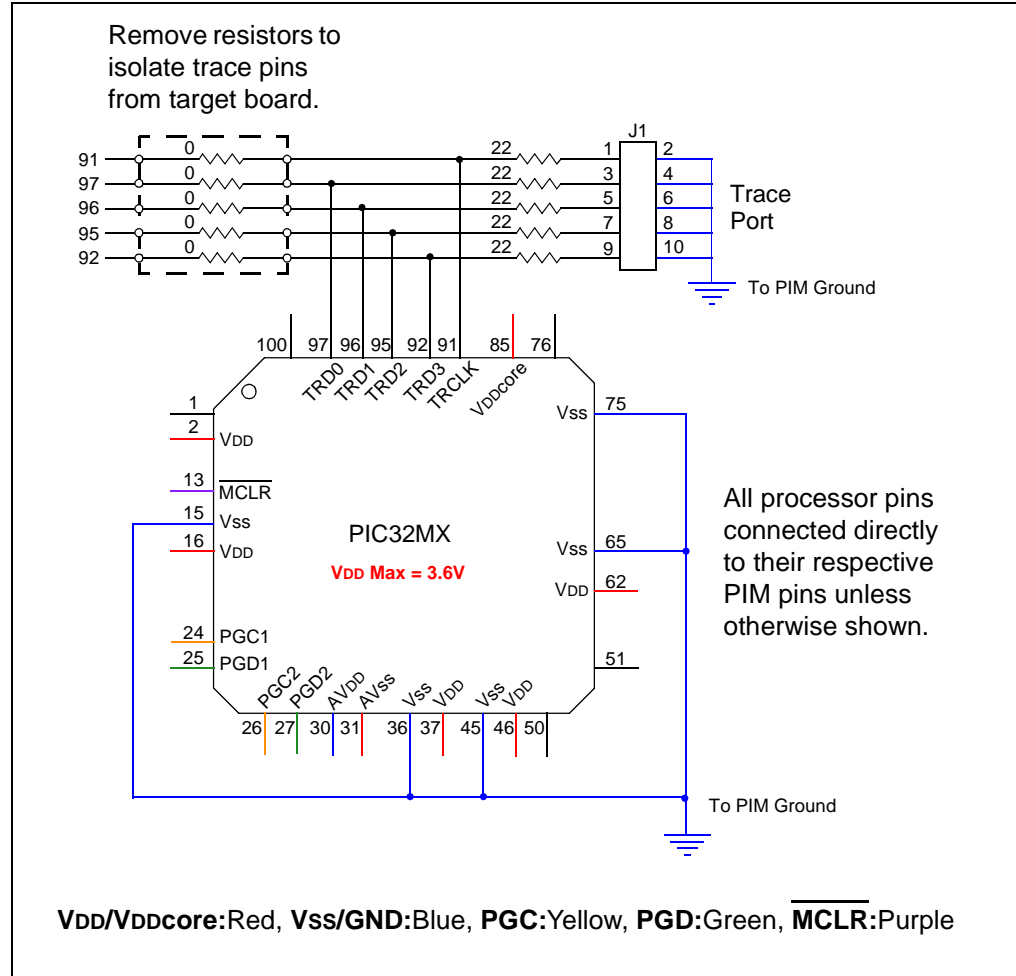 Remove resistors to
isolate trace pins
from target board.
J1
91 0 22 1 2
97 0 22 3 4
96 0 22 5 6
95 0 22 7 8
92 0 22 9 10
Trace
Port
To PIM Ground
100 97 96 95 92 91 85 76
TRD0 TRD1 TRD2 TRD3 TRCLK VDDcore
1
2 VDD
13 MCLR
15 Vss
16 VDD
24 PGC1
25 PGD1
PIC32MX
VDD Max = 3.6V
Vss 75
Vss 65
VDD 62
51
All processor pins
connected directly
to their respective
PIM pins unless
otherwise shown.
PGC2 PGD2 AVDD AVss Vss VDD Vss VDD
26 27 30 31 36 37 45 46 50
To PIM Ground
VDD/VDDcore:Red, Vss/GND:Blue, PGC:Yellow, PGD:Green, MCLR:Purple